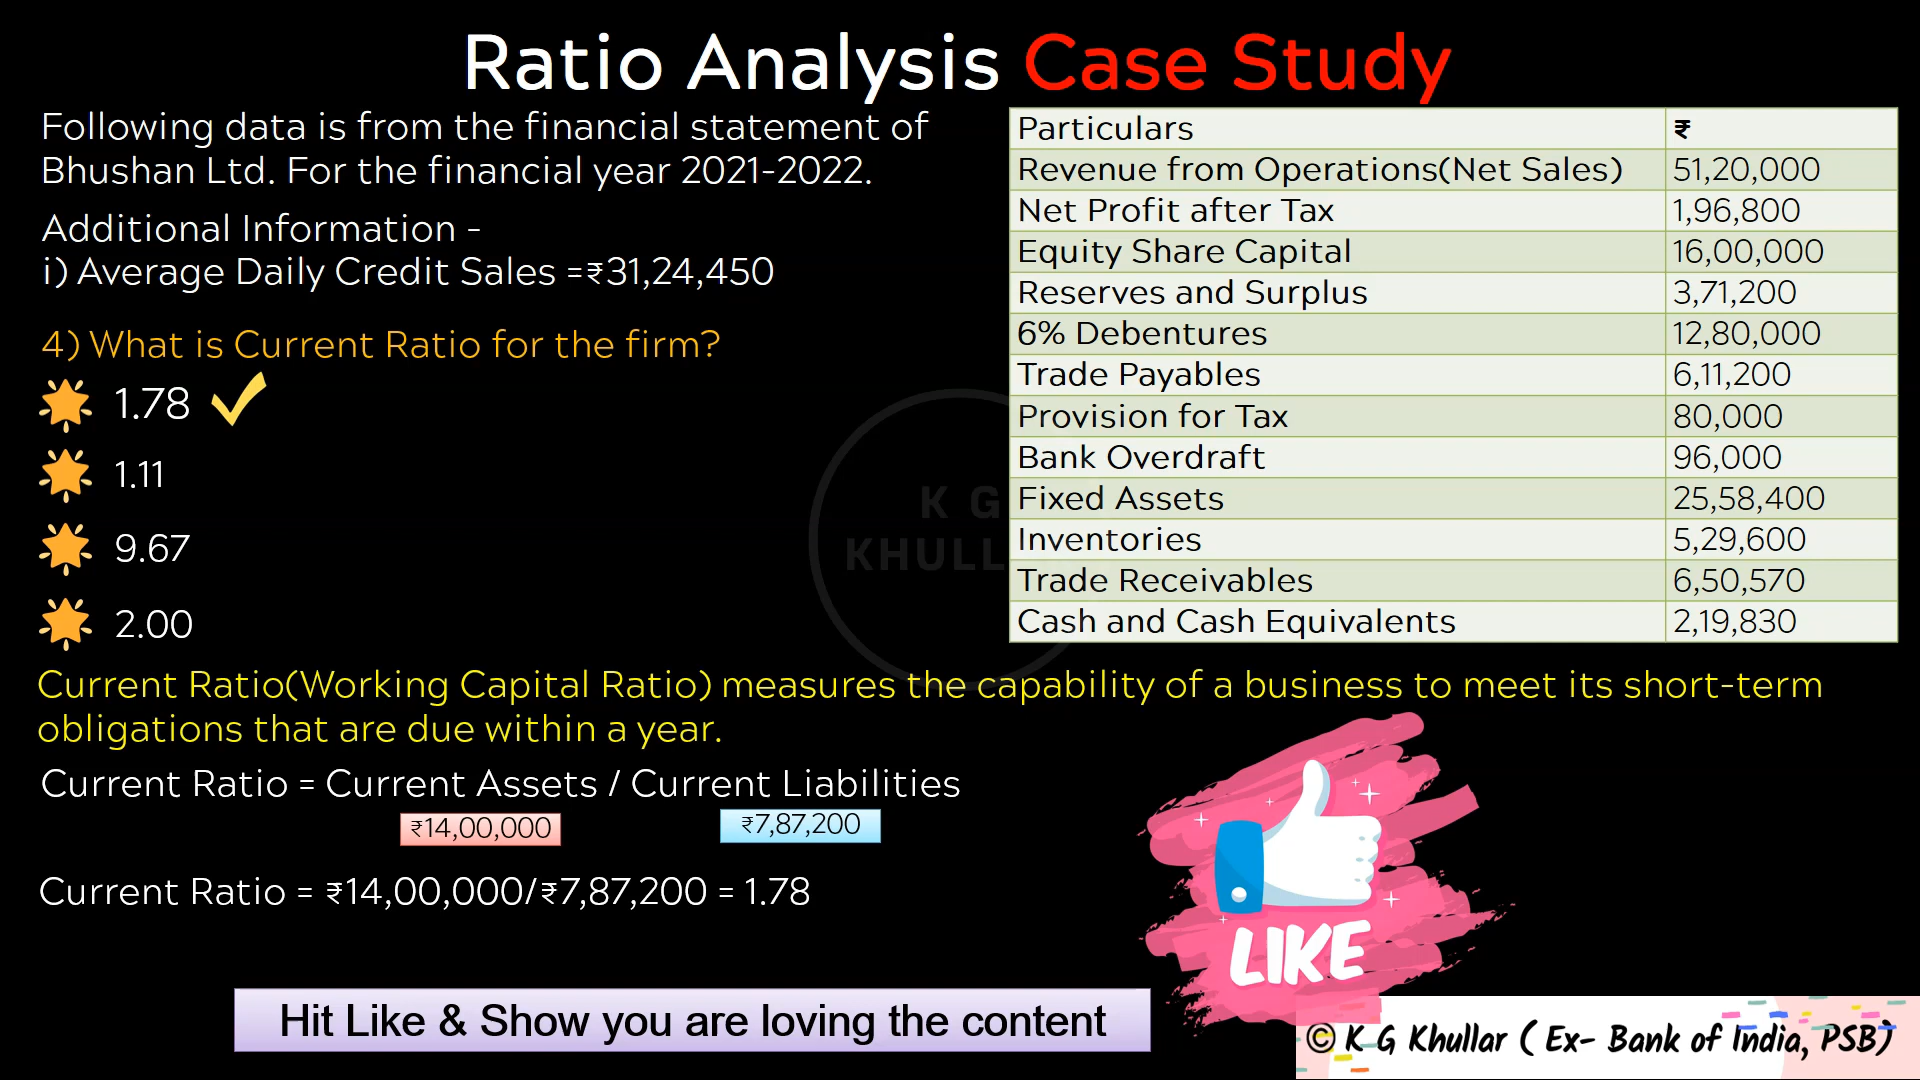 Ratio Analysis Case Study
Following data is from the financial statement of
Bhushan Ltd. For the financial year 2021-2022.
Additional Information -
i) Average Daily Credit Sales =₹31,24,450
4) What is Current Ratio for the firm?
1.78
1.11
9.67
2.00
Particulars ₹
Revenue from Operations(Net Sales) 51,20,000
Net Profit after Tax 1,96,800
Equity Share Capital 16,00,000
Reserves and Surplus 3,71,200
6% Debentures 12,80,000
Trade Payables 6,11,200
Provision for Tax 80,000
Bank Overdraft 96,000
Fixed Assets 25,58,400
Inventories 5,29,600
Trade Receivables 6,50,570
Cash and Cash Equivalents 2,19,830
K G
KHULL
Current Ratio(Working Capital Ratio) measures the capability of a business to meet its short-term
obligations that are due within a year.
Current Ratio = Current Assets / Current Liabilities
₹14,00,000 ₹7,87,200
Current Ratio = ₹14,00,000/₹7,87,200 = 1.78
LIKE
Hit Like & Show you are loving the content
© K G Khullar ( Ex- Bank of India, PSB)